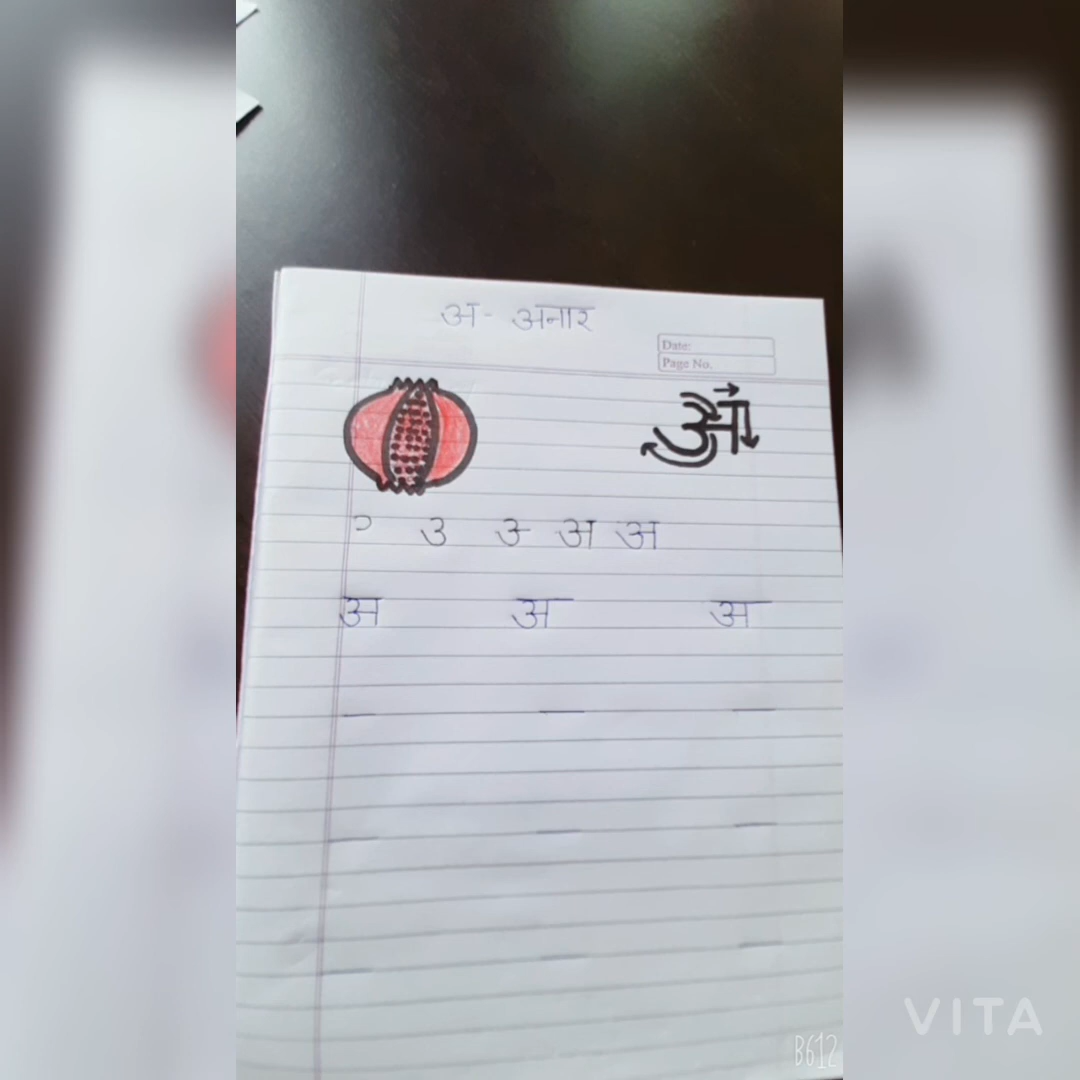 अ - अनार
Date:
Page No.
अ
उ अ अ
अ अ अ
VITA
B612